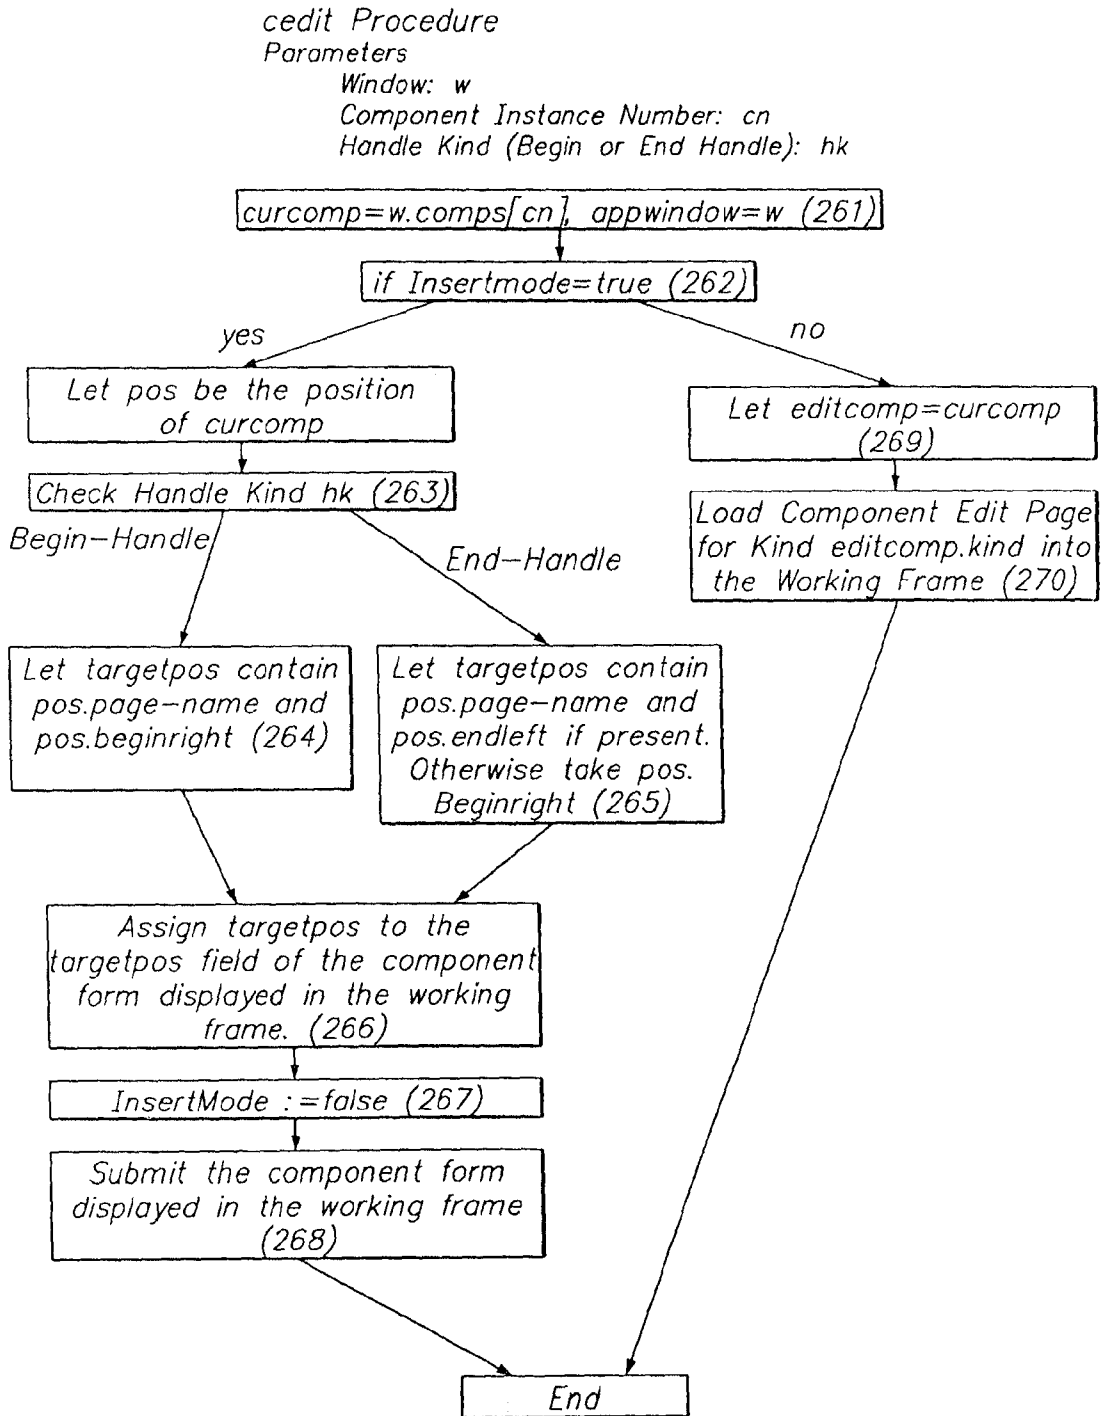 cedit Procedure
Parameters
Window: w
Component Instance Number: cn
Handle Kind (Begin or End Handle): hk
curcomp=w.comps[cn], appwindow=w (261)
if Insertmode=true (262)
yes
no
Let pos be the position
of curcomp
Let editcomp=curcomp
(269)
Check Handle Kind hk (263)
Load Component Edit Page
for Kind editcomp.kind into
the Working Frame (270)
Begin-Handle
End-Handle
Let targetpos contain
pos.page-name and
pos.beginright (264)
Let targetpos contain
pos.page-name and
pos.endleft if present.
Otherwise take pos.
Beginright (265)
Assign targetpos to the
targetpos field of the component
form displayed in the working
frame. (266)
InsertMode :=false (267)
Submit the component form
displayed in the working frame
(268)
End